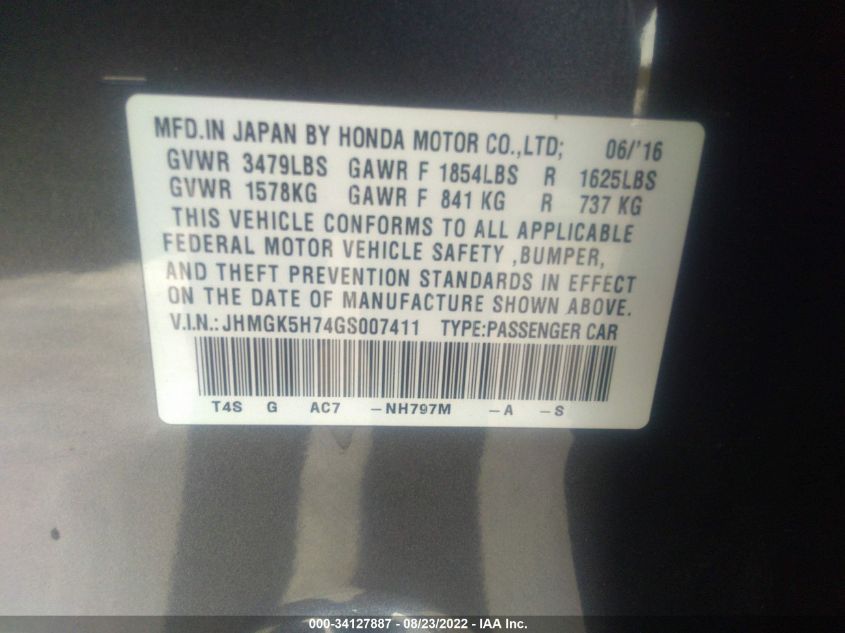 MFD.IN JAPAN BY HONDA MOTOR CO.,LTD; 06/'16
GVWR 3479LBS GAWR F 1854LBS R 1625LBS
GVWR 1578KG GAWR F 841 KG R 737 KG
THIS VEHICLE CONFORMS TO ALL APPLICABLE
FEDERAL MOTOR VEHICLE SAFETY ,BUMPER,
AND THEFT PREVENTION STANDARDS IN EFFECT
ON THE DATE OF MANUFACTURE SHOWN ABOVE.
V.I.N.: JHMGK5H74GS007411 TYPE:PASSENGER CAR
T4S G AC7 -NH797M -A -S
000-34127887 - 08/23/2022 - IAA Inc.